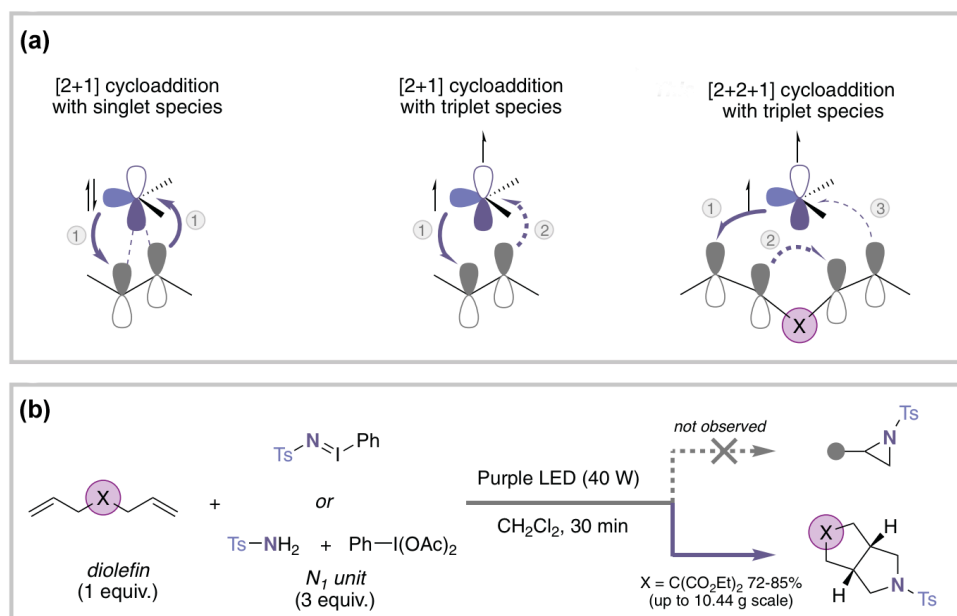 (a)
[2+1] cycloaddition
with singlet species
[2+1] cycloaddition
with triplet species
[2+2+1] cycloaddition
with triplet species
1
1
1
2
1
2
3
X
(b)
Ts N I Ph
or
Ts NH₂ + Ph I(OAc)₂
X
+
diolefin
(1 equiv.)
N₁ unit
(3 equiv.)
Purple LED (40 W)
CH₂Cl₂, 30 min
not observed
X = C(CO₂Et)₂ 72-85%
(up to 10.44 g scale)
Ts
N
X
H
H
N
Ts